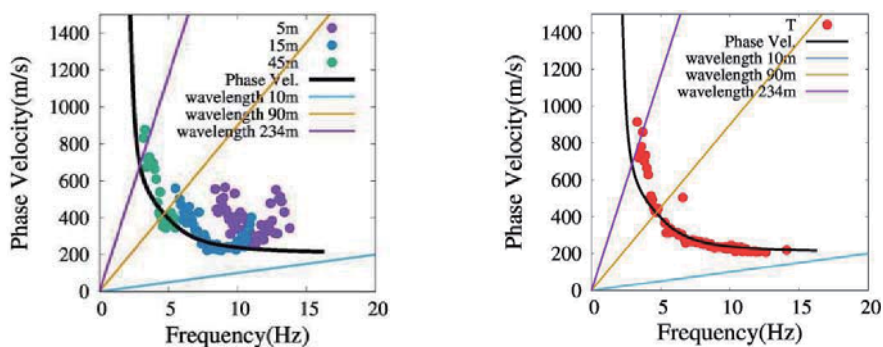 1400
1200
1000
800
600
400
200
0
Phase Velocity(m/s)
5m
15m
45m
Phase Vel.
wavelength 10m
wavelength 90m
wavelength 234m
0 5 10 15 20
Frequency(Hz)
1400
1200
1000
800
600
400
200
0
Phase Velocity(m/s)
T
Phase Vel.
wavelength 10m
wavelength 90m
wavelength 234m
0 5 10 15 20
Frequency(Hz)